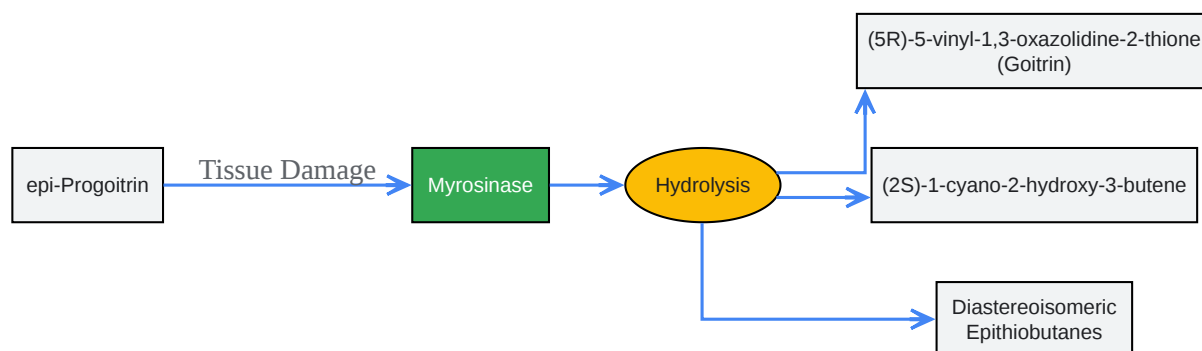 (5R)-5-vinyl-1,3-oxazolidine-2-thione
(Goitrin)
epi-Progoitrin
Tissue Damage
Myrosinase
Hydrolysis
(2S)-1-cyano-2-hydroxy-3-butene
Diastereoisomeric
Epithiobutanes